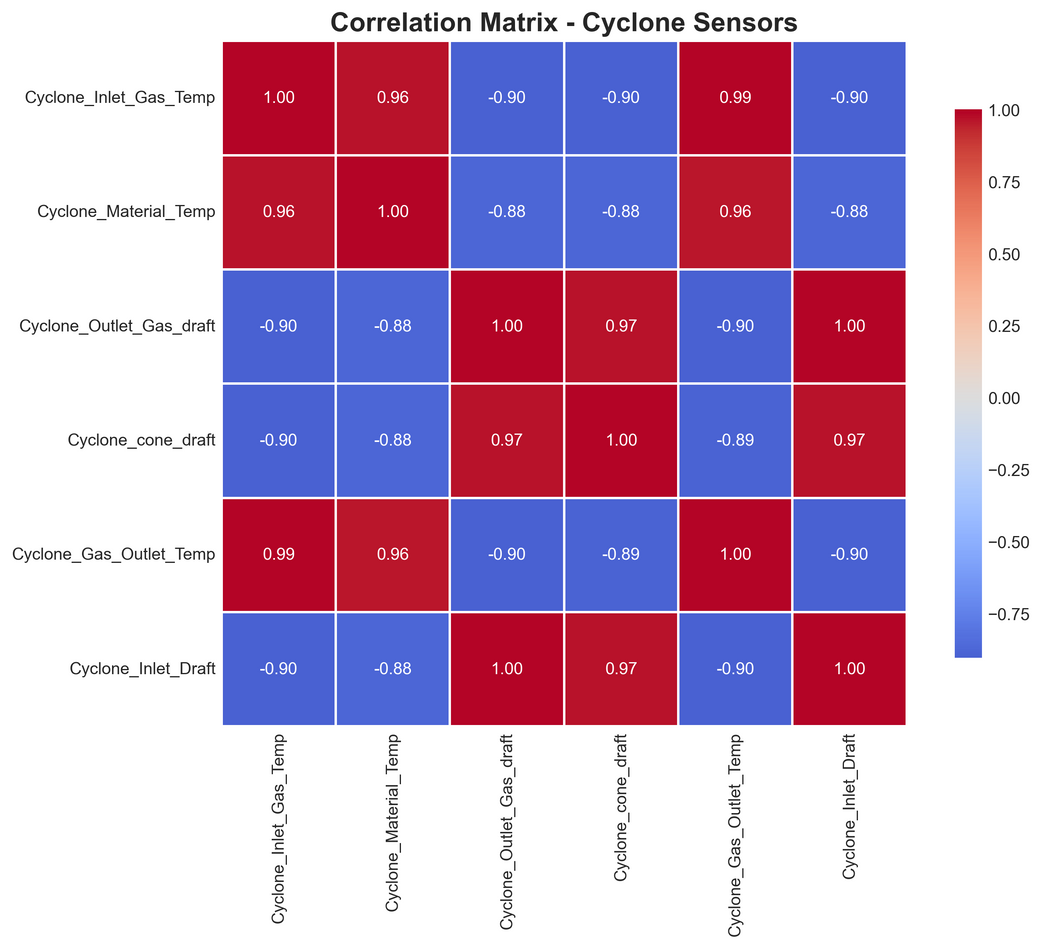 Correlation Matrix - Cyclone Sensors
Cyclone_Inlet_Gas_Temp 1.00 0.96 -0.90 -0.90 0.99 -0.90
Cyclone_Material_Temp 0.96 1.00 -0.88 -0.88 0.96 -0.88
Cyclone_Outlet_Gas_draft -0.90 -0.88 1.00 0.97 -0.90 1.00
Cyclone_cone_draft -0.90 -0.88 0.97 1.00 -0.89 0.97
Cyclone_Gas_Outlet_Temp 0.99 0.96 -0.90 -0.89 1.00 -0.90
Cyclone_Inlet_Draft -0.90 -0.88 1.00 0.97 -0.90 1.00
Cyclone_Inlet_Gas_Temp
Cyclone_Material_Temp
Cyclone_Outlet_Gas_draft
Cyclone_cone_draft
Cyclone_Gas_Outlet_Temp
Cyclone_Inlet_Draft
1.00
0.75
0.50
0.25
0.00
−0.25
−0.50
−0.75